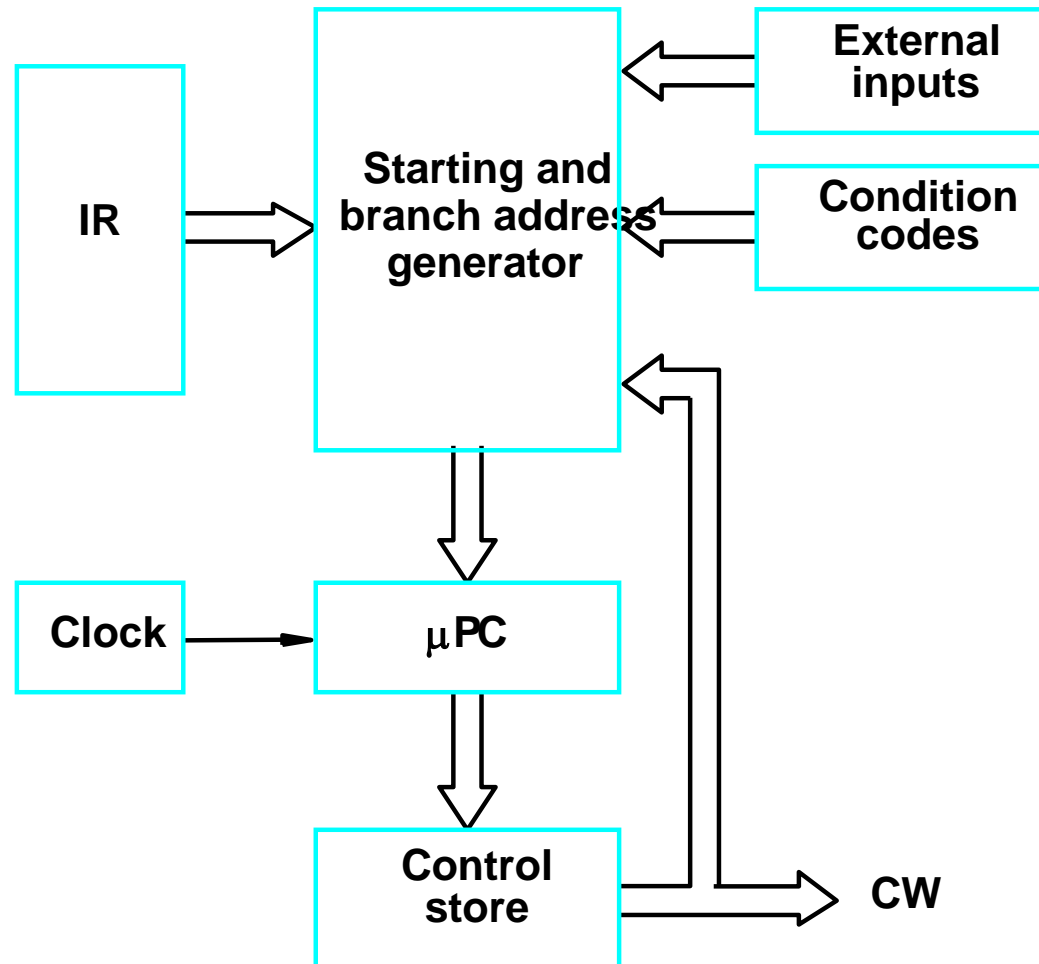 External
inputs
IR
Starting and
branch address
generator
Condition
codes
Clock
μPC
Control
store
CW